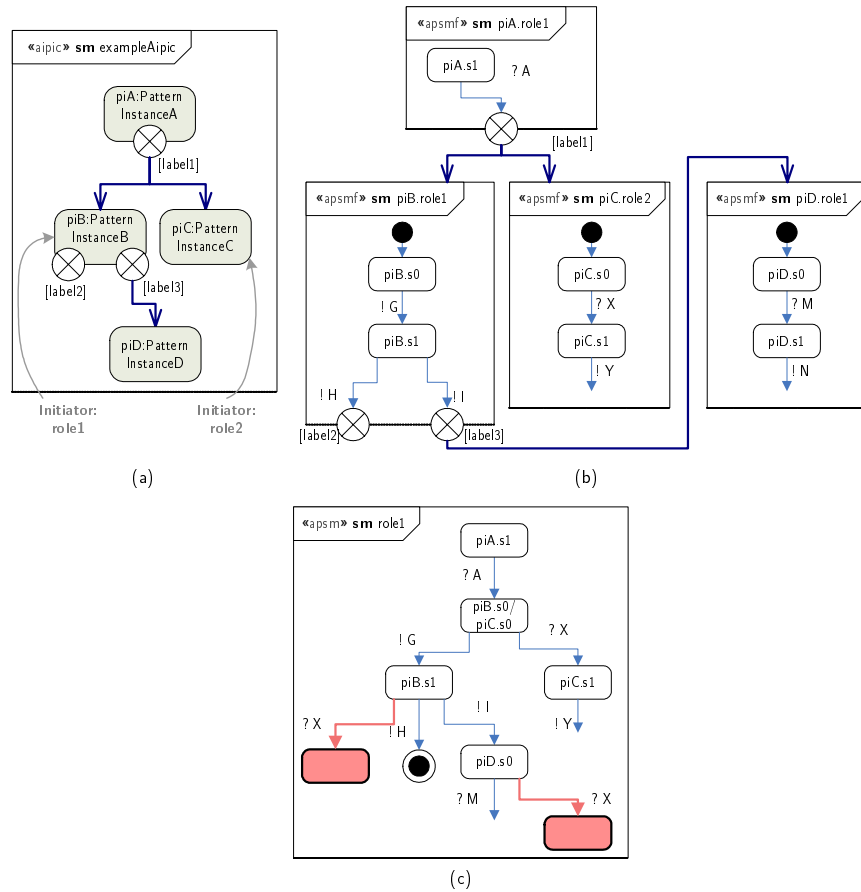 «aipic» sm exampleAipic
piA:Pattern
InstanceA
[label1]
piB:Pattern
InstanceB
piC:Pattern
InstanceC
[label2]
[label3]
piD:Pattern
InstanceD
Initiator:
role1
Initiator:
role2
(a)
«apsmf» sm piA.role1
piA.s1
? A
[label1]
«apsmf» sm piB.role1
piB.s0
! G
piB.s1
! H
! I
[label2]
[label3]
«apsmf» sm piC.role2
piC.s0
? X
piC.s1
! Y
«apsmf» sm piD.role1
piD.s0
? M
piD.s1
! N
(b)
«apsm» sm role1
piA.s1
? A
piB.s0/
piC.s0
! G
? X
piB.s1
piC.s1
? X
! H
! I
! Y
piD.s0
? M
? X
(c)